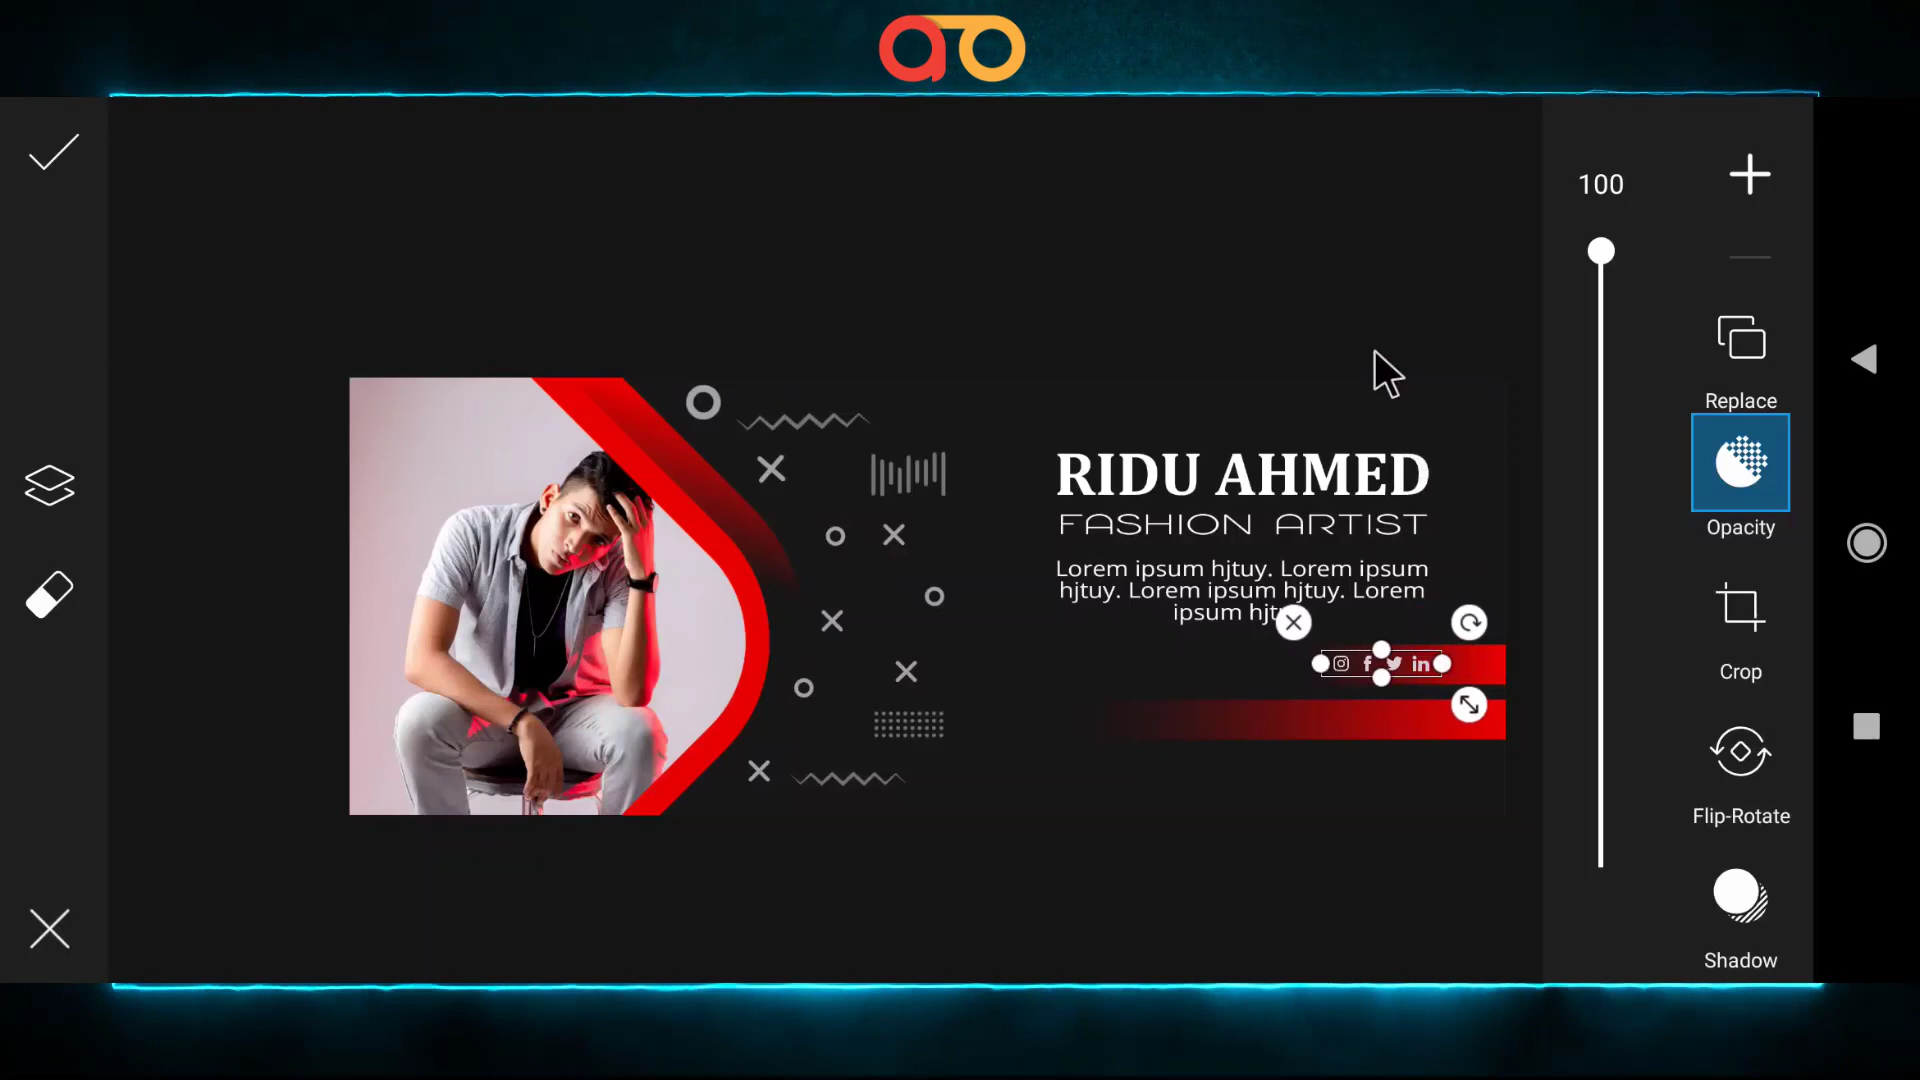 100
Replace
Opacity
Crop
Flip-Rotate
Shadow
RIDU AHMED
FASHION ARTIST
Lorem ipsum hjtuy. Lorem ipsum
hjtuy. Lorem ipsum hjtuy. Lorem
ipsum hjtu